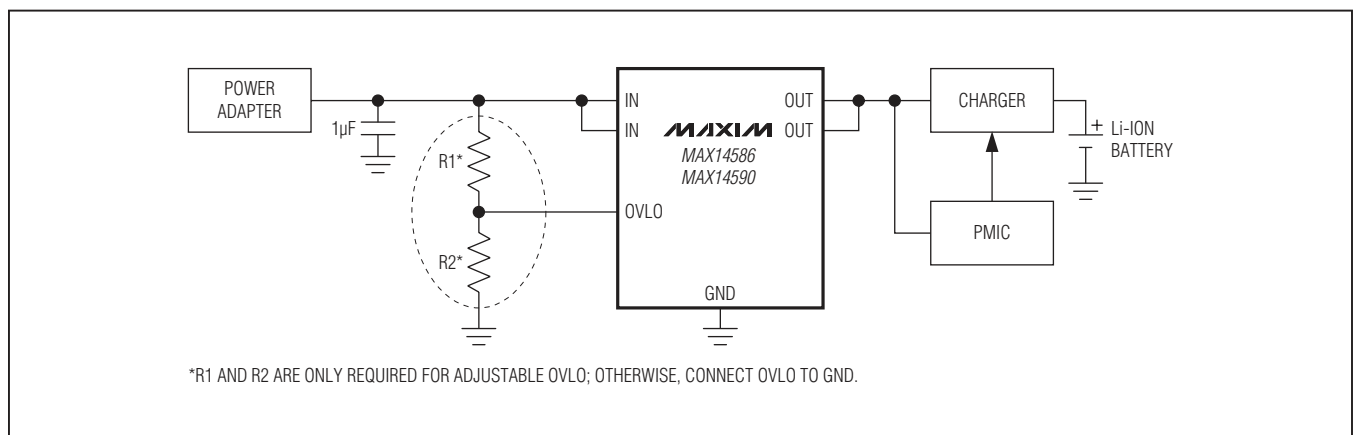 POWER
ADAPTER
1µF
R1*
R2*
IN
IN
OVLO
GND
OUT
OUT
MAXIM
MAX14586
MAX14590
CHARGER
PMIC
+
Li-ION
BATTERY
*R1 AND R2 ARE ONLY REQUIRED FOR ADJUSTABLE OVLO; OTHERWISE, CONNECT OVLO TO GND.